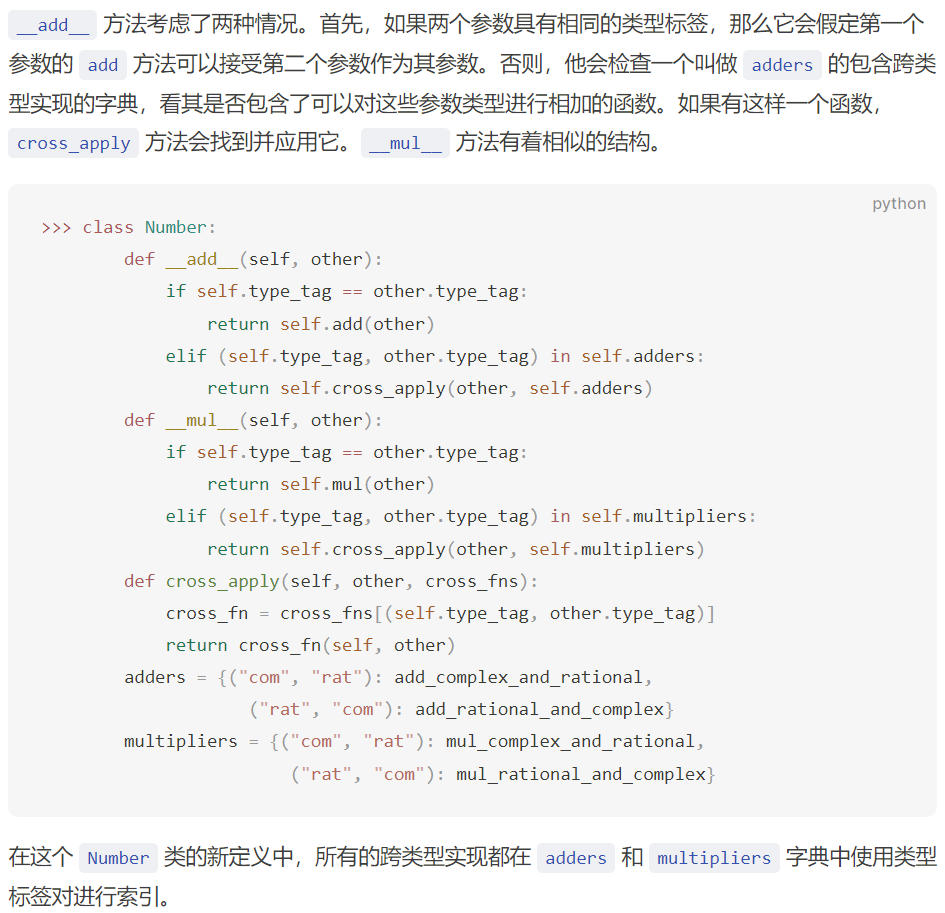 __add__ 方法考虑了两种情况。首先，如果两个参数具有相同的类型标签，那么它会假定第一个
参数的 add 方法可以接受第二个参数作为其参数。否则，他会检查一个叫做 adders 的包含跨类
型实现的字典，看其是否包含了可以对这些参数类型进行相加的函数。如果有这样一个函数，
cross_apply 方法会找到并应用它。 __mul__ 方法有着相似的结构。
python
>>> class Number:
        def __add__(self, other):
            if self.type_tag == other.type_tag:
                return self.add(other)
            elif (self.type_tag, other.type_tag) in self.adders:
                return self.cross_apply(other, self.adders)
        def __mul__(self, other):
            if self.type_tag == other.type_tag:
                return self.mul(other)
            elif (self.type_tag, other.type_tag) in self.multipliers:
                return self.cross_apply(other, self.multipliers)
        def cross_apply(self, other, cross_fns):
            cross_fn = cross_fns[(self.type_tag, other.type_tag)]
            return cross_fn(self, other)
        adders = {("com", "rat"): add_complex_and_rational,
                    ("rat", "com"): add_rational_and_complex}
        multipliers = {("com", "rat"): mul_complex_and_rational,
                        ("rat", "com"): mul_rational_and_complex}
在这个 Number 类的新定义中，所有的跨类型实现都在 adders 和 multipliers 字典中使用类型
标签对进行索引。